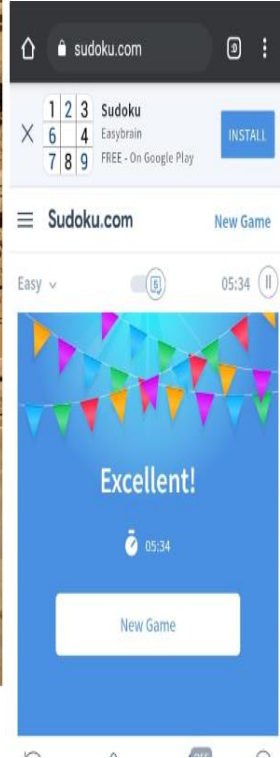 sudoku.com
:D
1 2 3
6 4
7 8 9
Sudoku
Easybrain
FREE - On Google Play
INSTALL
Sudoku.com
New Game
Easy
05:34
Excellent!
05:34
New Game
OFF